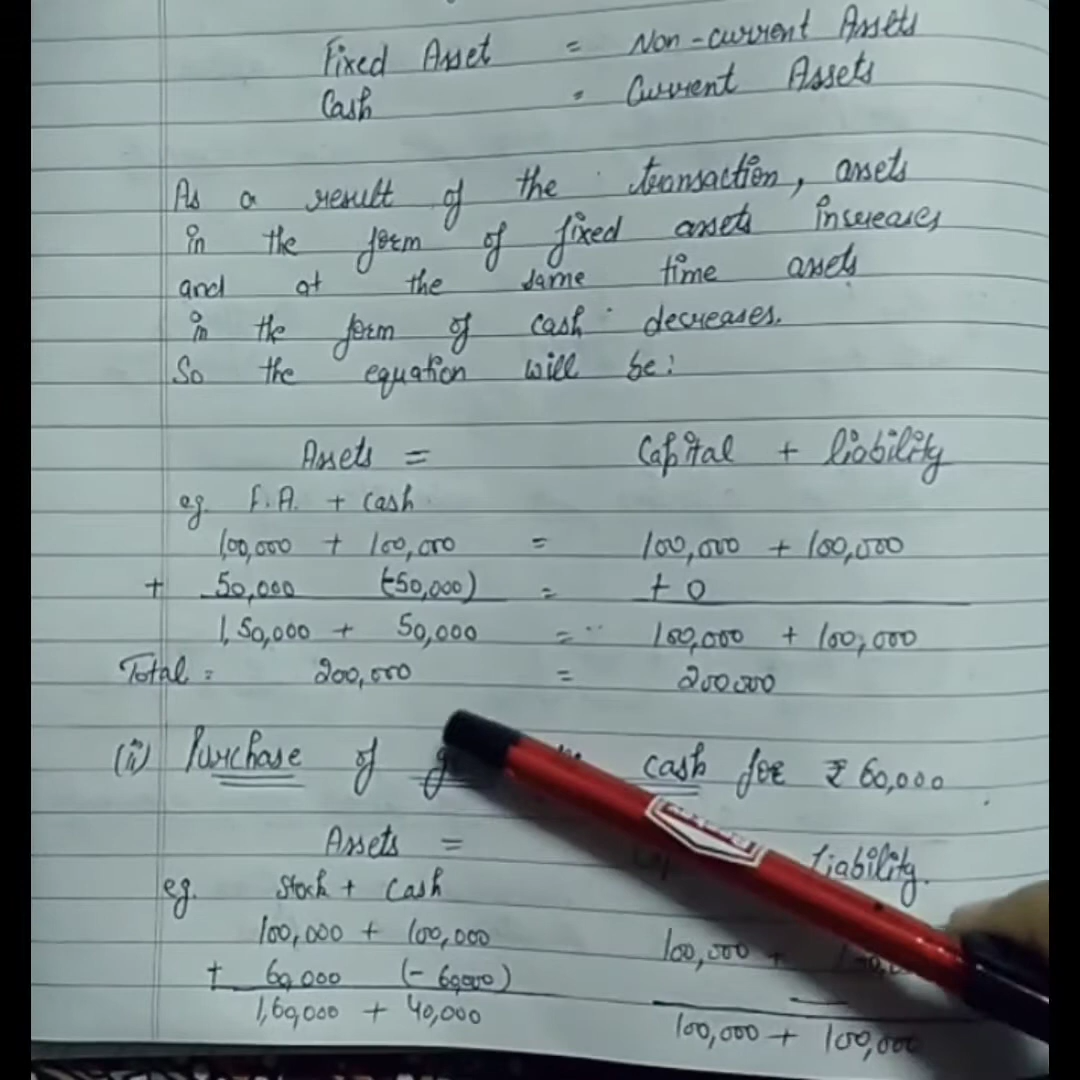 Fixed Asset = Non-current Assets
Cash = Current Assets
As a result of the transaction, assets
in the form of fixed assets increases
and at the same time assets
in the form of cash decreases.
So the equation will be:
Assets = Capital + liability
eg. F.A. + cash
100,000 + 100,000 = 100,000 + 100,000
+ 50,000 (-50,000) = + 0
1,50,000 + 50,000 = 100,000 + 100,000
Total = 200,000 = 200000
(ii) Purchase of cash for ₹ 60,000
Assets = Liability.
eg. Stock + cash
100,000 + 100,000 100,000 +
+ 60,000 (- 60,000)
1,60,000 + 40,000 100,000 + 100,000